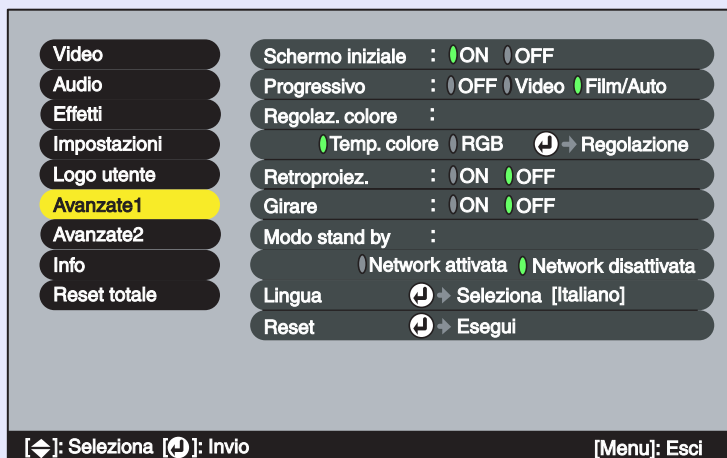 Video
Audio
Effetti
Impostazioni
Logo utente
Avanzate1
Avanzate2
Info
Reset totale
Schermo iniziale : ON OFF
Progressivo : OFF Video Film/Auto
Regolaz. colore :
Temp. colore RGB Regolazione
Retroproiez. : ON OFF
Girare : ON OFF
Modo stand by :
Network attivata Network disattivata
Lingua Seleziona [Italiano]
Reset Esegui
[ ]: Seleziona [ ]: Invio
[Menu]: Esci